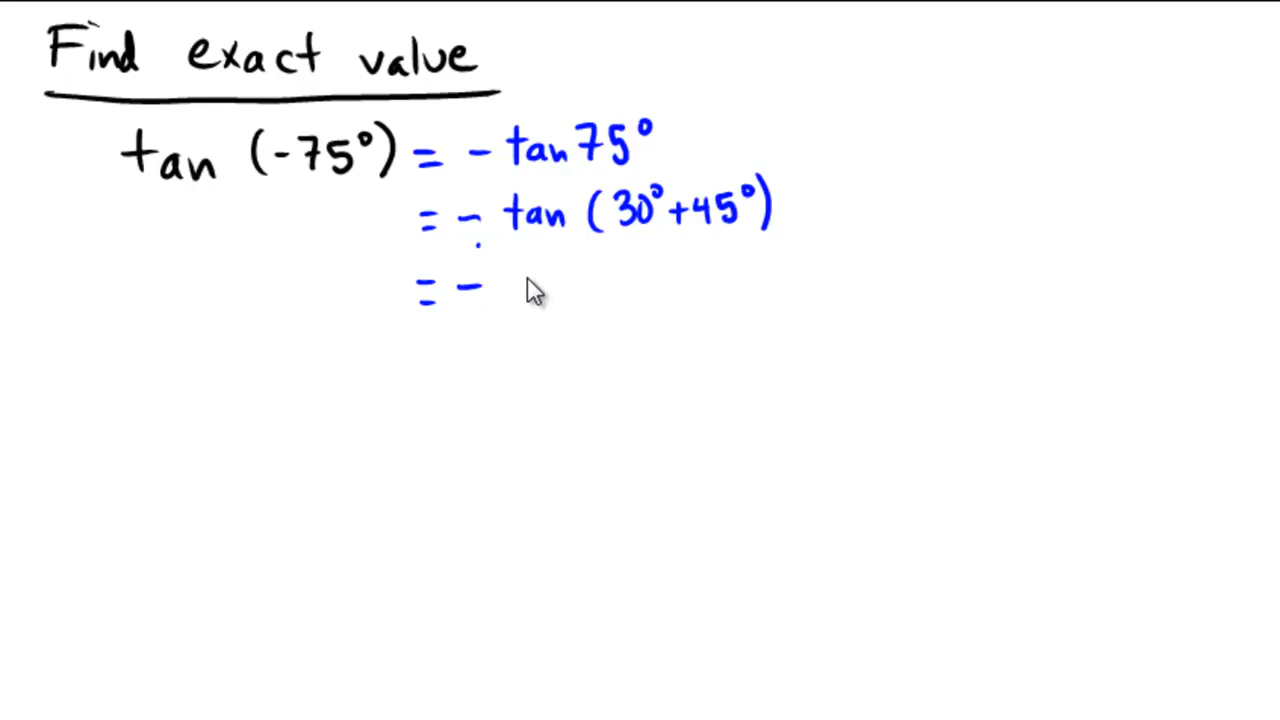 Find exact value
tan (-75°) = - tan 75°
= - tan (30° + 45°)
= -